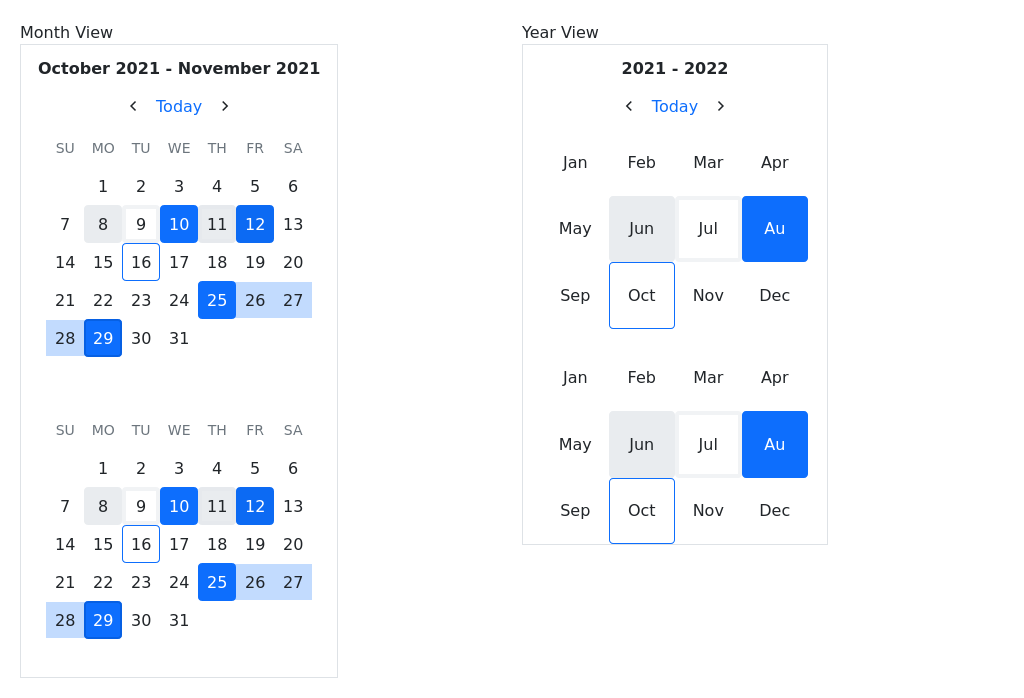 Month View
October 2021 - November 2021
Today
SU MO TU WE TH FR SA
1 2 3 4 5 6
7 8 9 10 11 12 13
14 15 16 17 18 19 20
21 22 23 24 25 26 27
28 29 30 31
SU MO TU WE TH FR SA
1 2 3 4 5 6
7 8 9 10 11 12 13
14 15 16 17 18 19 20
21 22 23 24 25 26 27
28 29 30 31
Year View
2021 - 2022
Today
Jan Feb Mar Apr
May Jun Jul Au
Sep Oct Nov Dec
Jan Feb Mar Apr
May Jun Jul Au
Sep Oct Nov Dec